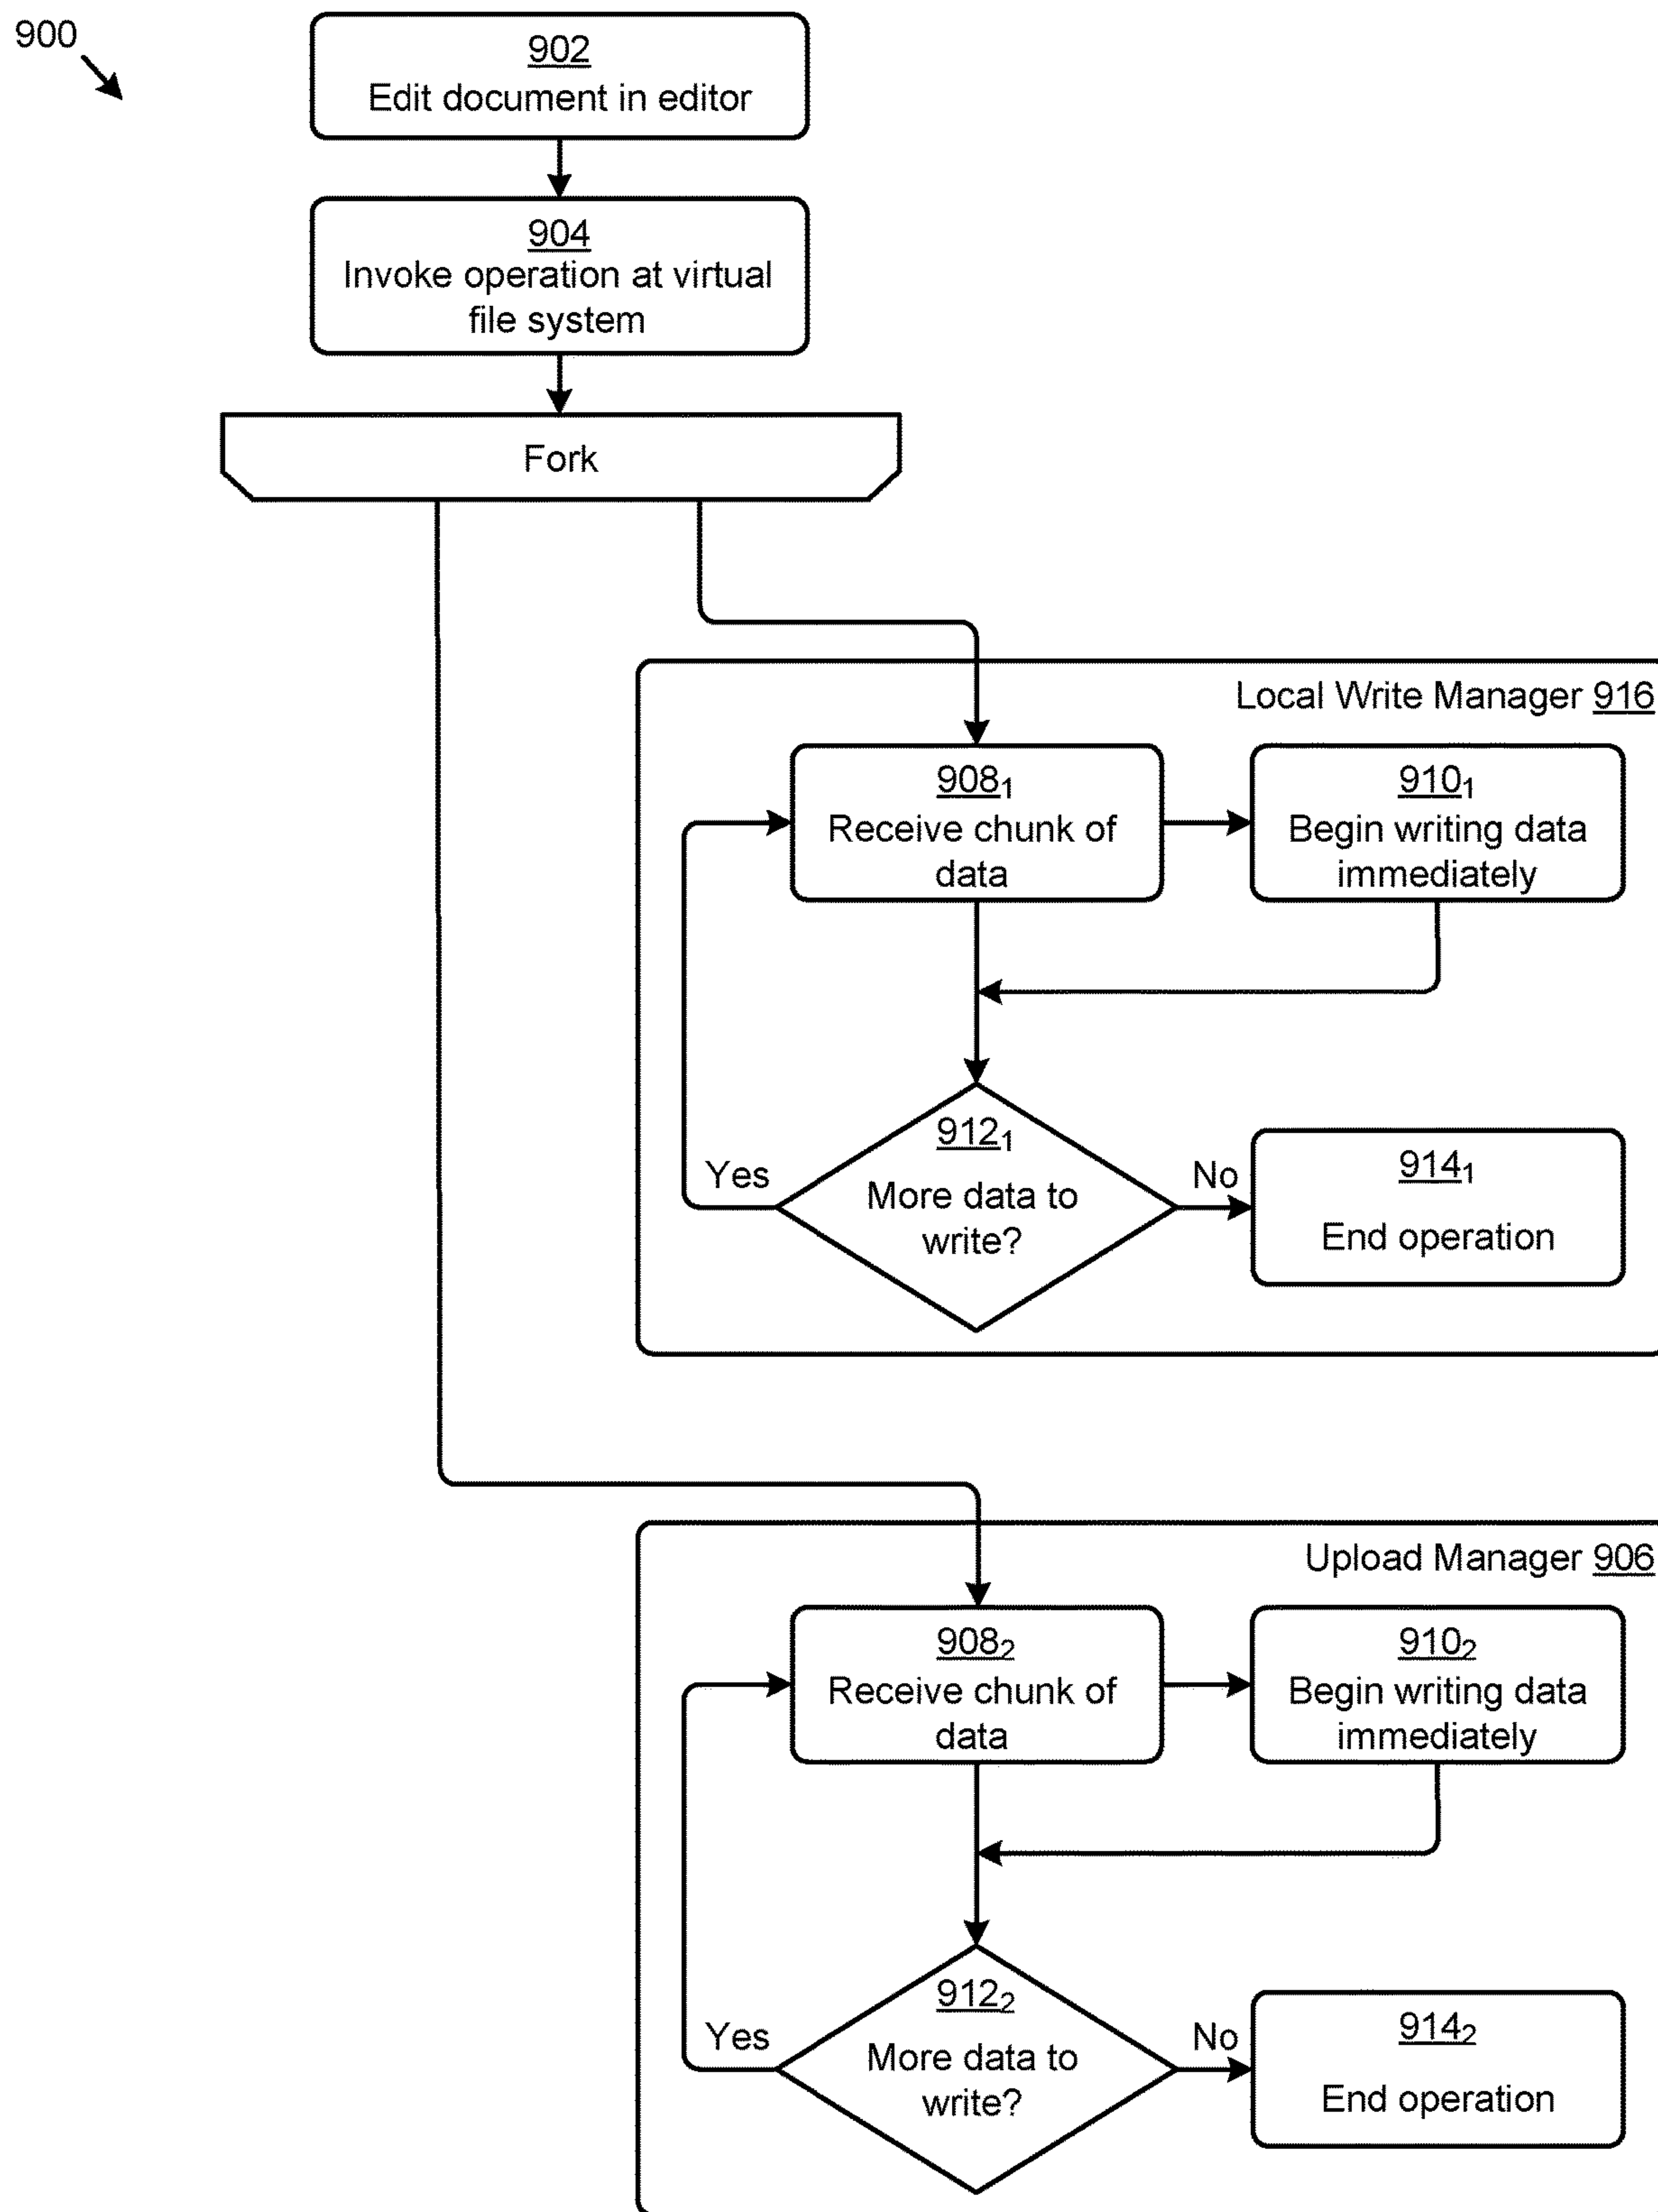 900
902
Edit document in editor
904
Invoke operation at virtual
file system
Fork
Local Write Manager 916
908₁
Receive chunk of
data
910₁
Begin writing data
immediately
912₁
More data to
write?
Yes
No
914₁
End operation
Upload Manager 906
908₂
Receive chunk of
data
910₂
Begin writing data
immediately
912₂
More data to
write?
Yes
No
914₂
End operation